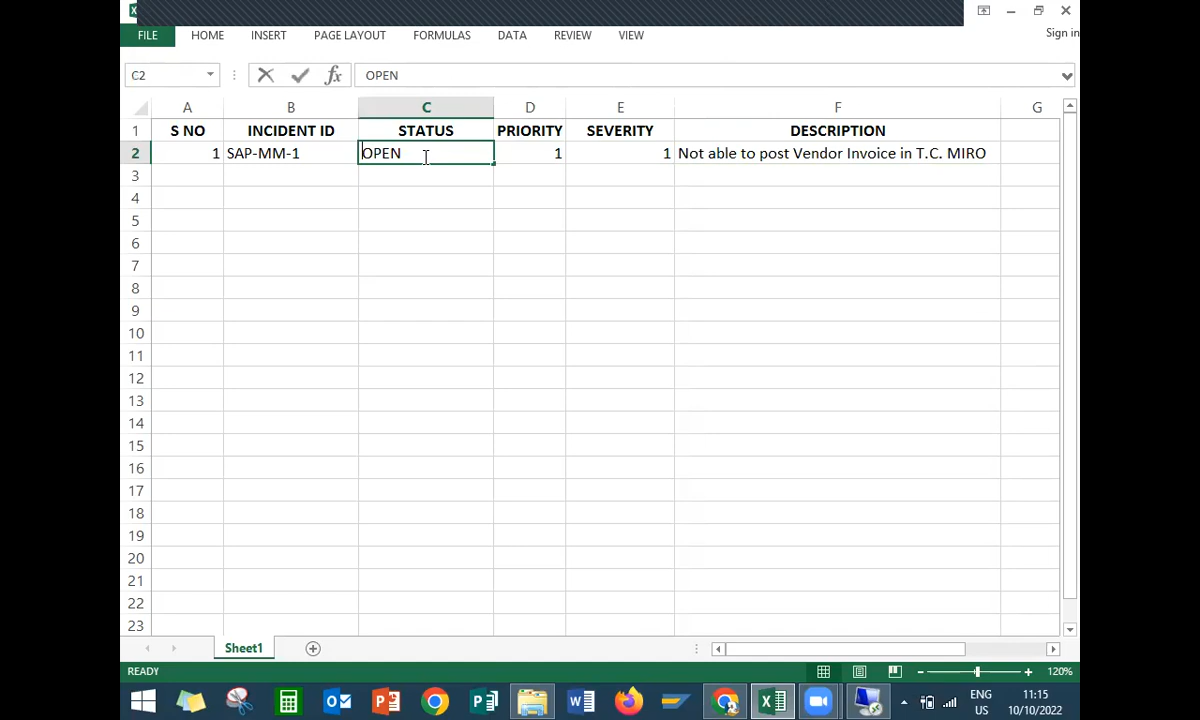 FILE HOME INSERT PAGE LAYOUT FORMULAS DATA REVIEW VIEW Sign in
C2 fx OPEN
A B C D E F G
1 S NO INCIDENT ID STATUS PRIORITY SEVERITY DESCRIPTION
2 1 SAP-MM-1 OPEN 1 1 Not able to post Vendor Invoice in T.C. MIRO
3
4
5
6
7
8
9
10
11
12
13
14
15
16
17
18
19
20
21
22
23
Sheet1
READY 120%
ENG 11:15
US 10/10/2022